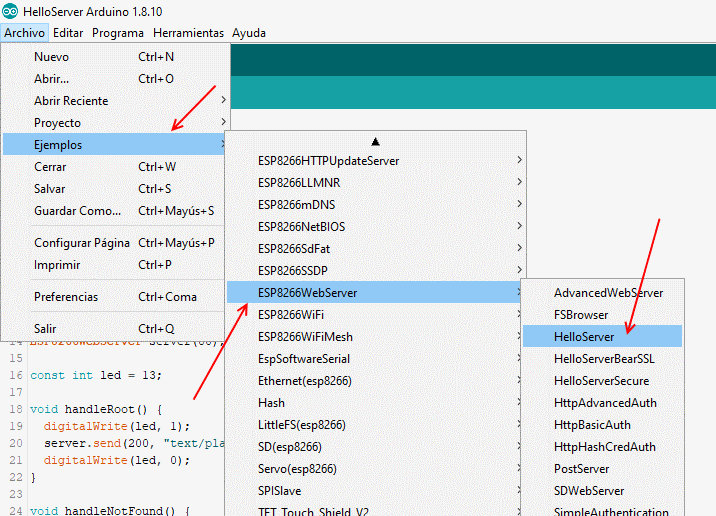 HelloServer Arduino 1.8.10
Archivo Editar Programa Herramientas Ayuda
Nuevo Ctrl+N
Abrir... Ctrl+O
Abrir Reciente
Proyecto
Ejemplos
Cerrar Ctrl+W
Salvar Ctrl+S
Guardar Como... Ctrl+Mayús+S
Configurar Página Ctrl+Mayús+P
Imprimir Ctrl+P
Preferencias Ctrl+Coma
Salir Ctrl+Q
ESP8266HTTPUpdateServer
ESP8266LLMNR
ESP8266mDNS
ESP8266NetBIOS
ESP8266SdFat
ESP8266SSDP
ESP8266WebServer
ESP8266WiFi
ESP8266WiFiMesh
EspSoftwareSerial
Ethernet(esp8266)
Hash
LittleFS(esp8266)
SD(esp8266)
Servo(esp8266)
SPISlave
TFT_Touch_Shield_V2
AdvancedWebServer
FSBrowser
HelloServer
HelloServerBearSSL
HelloServerSecure
HttpAdvancedAuth
HttpBasicAuth
HttpHashCredAuth
PostServer
SDWebServer
SimpleAuthentication
14 ESP8266WebServer server(80);
15
16 const int led = 13;
17
18 void handleRoot() {
19 digitalWrite(led, 1);
20 server.send(200, "text/pla
21 digitalWrite(led, 0);
22 }
23
24 void handleNotFound() {